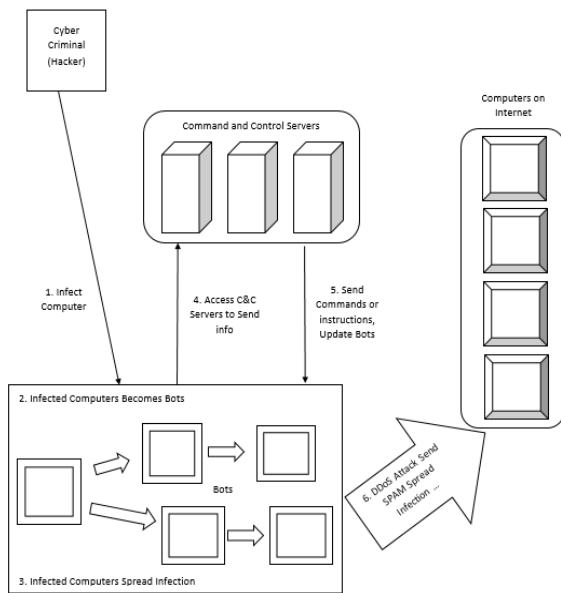 Cyber
Criminal
(Hacker)
Computers on
Internet
Command and Control Servers
1. Infect
Computer
4. Access C&C
Servers to Send
info
5. Send
Commands or
instructions,
Update Bots
2. Infected Computers Becomes Bots
Bots
3. Infected Computers Spread Infection
6. DDoS Attack Send
SPAM Spread
Infection ...